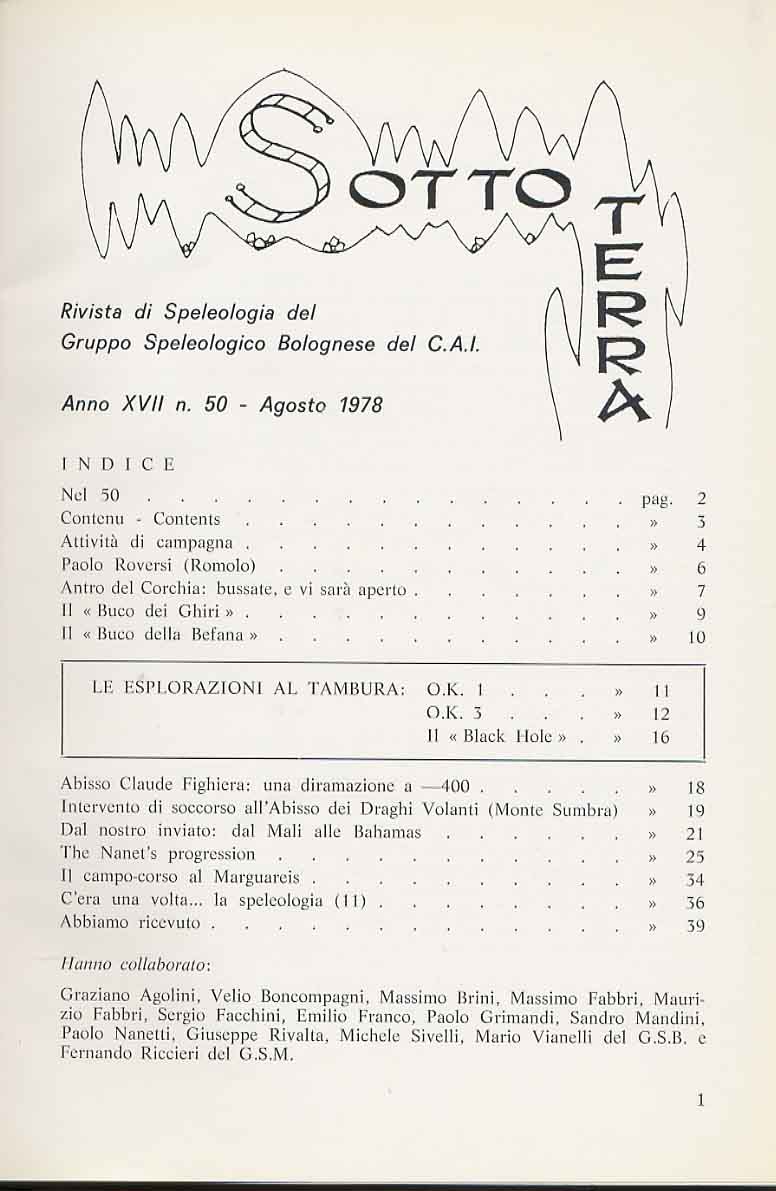 SOTTO
TERRA
Rivista di Speleologia del
Gruppo Speleologico Bolognese del C.A.I.
Anno XVII n. 50 - Agosto 1978
INDICE
Nel 50 . . . . . . . . . . . . . . . pag. 2
Contenu - Contents . . . . . . . . . . . . » 3
Attività di campagna . . . . . . . . . . . . » 4
Paolo Roversi (Romolo) . . . . . . . . . . . » 6
Antro del Corchia: bussate, e vi sarà aperto . . . . . . . » 7
Il « Buco dei Ghiri » . . . . . . . . . . . . » 9
Il « Buco della Befana » . . . . . . . . . . . » 10
LE ESPLORAZIONI AL TAMBURA: O.K. 1 . . . » 11
O.K. 3 . . . » 12
Il « Black Hole » . » 16
Abisso Claude Fighiera: una diramazione a —400 . . . . . » 18
Intervento di soccorso all'Abisso dei Draghi Volanti (Monte Sumbra) » 19
Dal nostro inviato: dal Mali alle Bahamas . . . . . . » 21
The Nanet's progression . . . . . . . . . . . » 25
Il campo-corso al Marguareis . . . . . . . . . . » 34
C'era una volta... la speleologia (11) . . . . . . . . » 36
Abbiamo ricevuto . . . . . . . . . . . . . » 39
Hanno collaborato:
Graziano Agolini, Velio Boncompagni, Massimo Brini, Massimo Fabbri, Mauri-
zio Fabbri, Sergio Facchini, Emilio Franco, Paolo Grimandi, Sandro Mandini,
Paolo Nanetti, Giuseppe Rivalta, Michele Sivelli, Mario Vianelli del G.S.B. e
Fernando Riccieri del G.S.M.
1